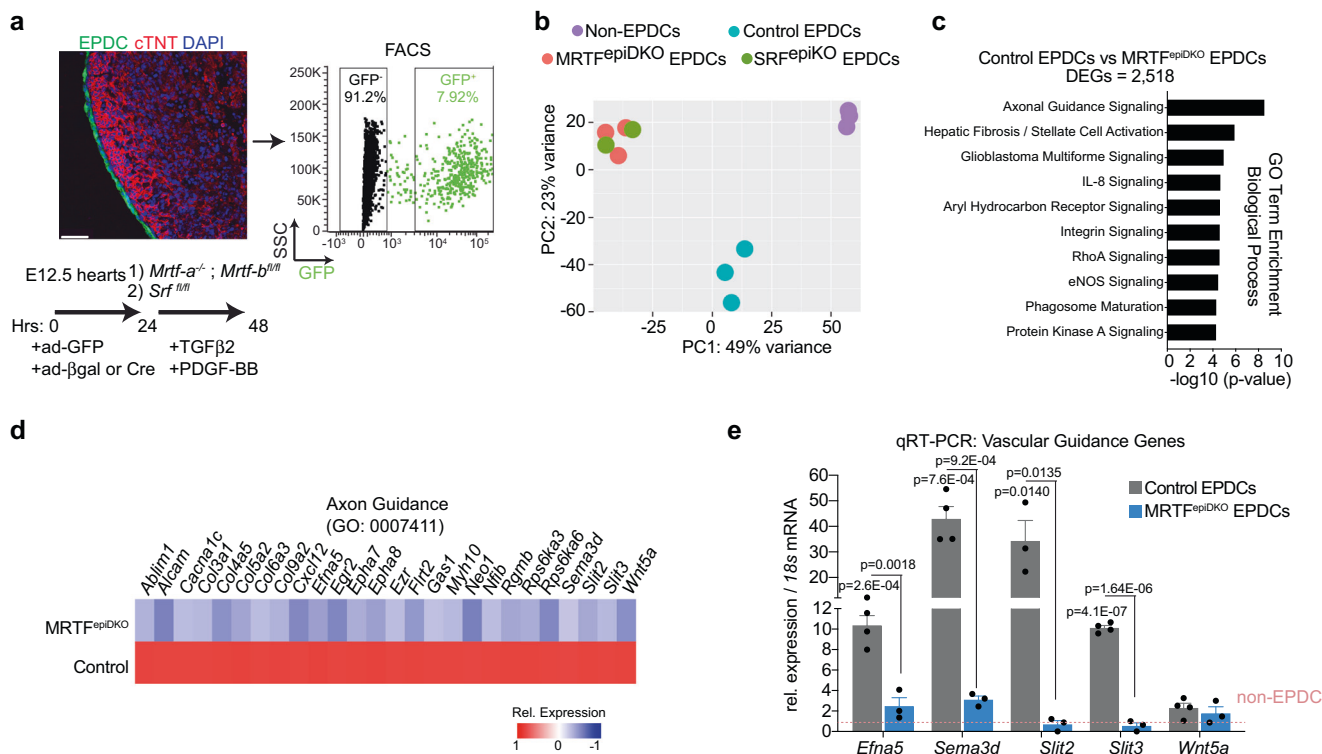 a
EPDC cTNT DAPI
FACS
250K
200K
150K
100K
50K
0
GFP-
91.2%
GFP+
7.92%
-10³ 0 10³ 10⁴ 10⁵
SSC
GFP
E12.5 hearts
1) Mrtf-a-/- ; Mrtf-b fl/fl
2) Srf fl/fl
Hrs: 0 24 48
+ad-GFP
+ad-βgal or Cre
+TGFβ2
+PDGF-BB
b
Non-EPDCs Control EPDCs
MRTFepiDKO EPDCs SRFepiKO EPDCs
PC2: 23% variance
20
0
-20
-40
-60
-25 0 25 50
PC1: 49% variance
c
Control EPDCs vs MRTFepiDKO EPDCs
DEGs = 2,518
Axonal Guidance Signaling
Hepatic Fibrosis / Stellate Cell Activation
Glioblastoma Multiforme Signaling
IL-8 Signaling
Aryl Hydrocarbon Receptor Signaling
Integrin Signaling
RhoA Signaling
eNOS Signaling
Phagosome Maturation
Protein Kinase A Signaling
GO Term Enrichment
Biological Process
0 2 4 6 8 10
-log10 (p-value)
d
Axon Guidance
(GO: 0007411)
Ablim1 Alcam Cacna1c Col3a1 Col4a5 Col5a2 Col6a3 Col9a2 Cxcl12 Efna5 Egr2 Epha7 Epha8 Ezr Flrt2 Gas1 Myh10 Neo1 Nfib Rgmb Rps6ka3 Rps6ka6 Sema3d Slit2 Slit3 Wnt5a
MRTFepiDKO
Control
Rel. Expression
1 0 -1
e
qRT-PCR: Vascular Guidance Genes
Control EPDCs
MRTFepiDKO EPDCs
rel. expression / 18s mRNA
60
50
40
30
20
12
10
8
6
4
2
0
p=0.0018
p=2.6E-04
p=9.2E-04
p=7.6E-04
p=0.0135
p=0.0140
p=1.64E-06
p=4.1E-07
non-EPDC
Efna5 Sema3d Slit2 Slit3 Wnt5a